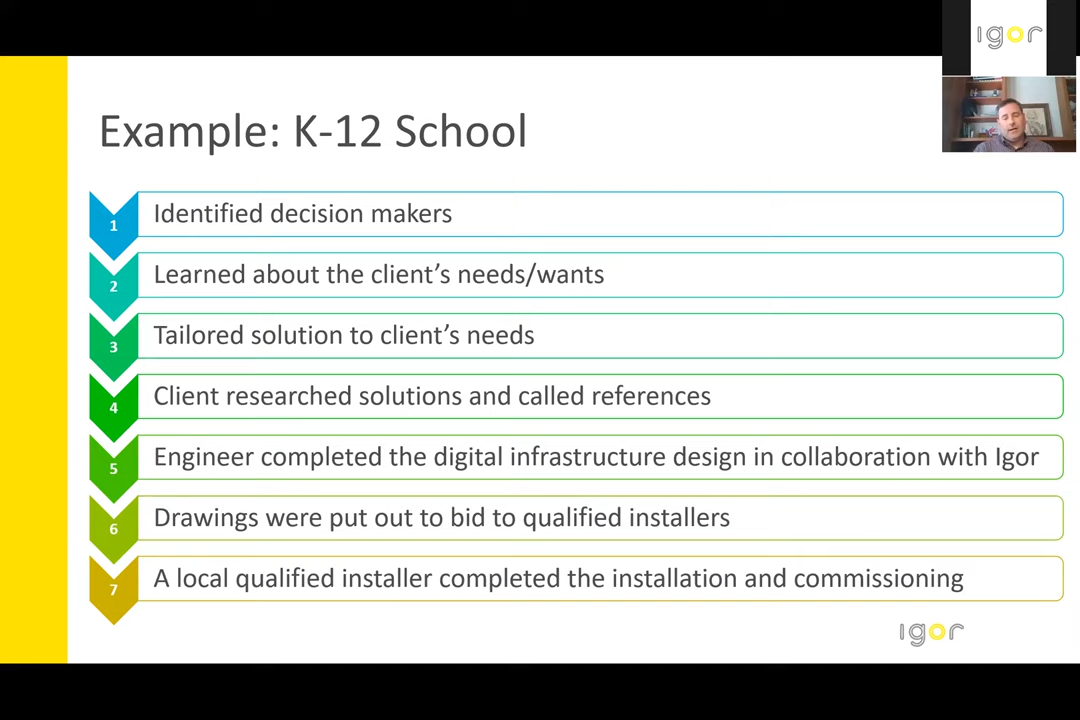 igor
Example: K-12 School
1 Identified decision makers
2 Learned about the client’s needs/wants
3 Tailored solution to client’s needs
4 Client researched solutions and called references
5 Engineer completed the digital infrastructure design in collaboration with Igor
6 Drawings were put out to bid to qualified installers
7 A local qualified installer completed the installation and commissioning
igor